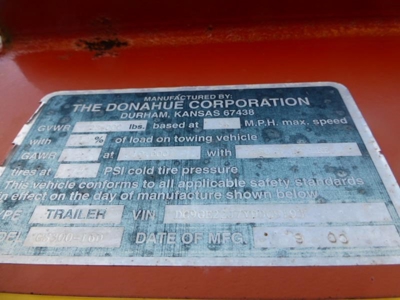 MANUFACTURED BY:
THE DONAHUE CORPORATION
DURHAM, KANSAS 67438
GVWR lbs. based at M.P.H. max. speed
with % of load on towing vehicle
GAWR at with
tires at PSI cold tire pressure.
This vehicle conforms to all applicable safety standards
in effect on the day of manufacture shown below.
TRAILER VIN
DATE OF MFG.